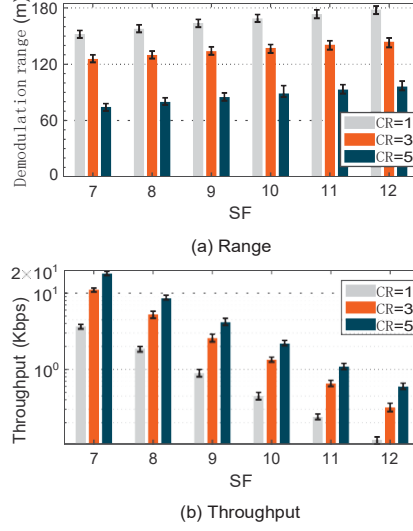 180
120
60
0
Demodulation range (m)
CR=1
CR=3
CR=5
7 8 9 10 11 12
SF
(a) Range
2×10¹
10¹
10⁰
Throughput (Kbps)
CR=1
CR=3
CR=5
7 8 9 10 11 12
SF
(b) Throughput